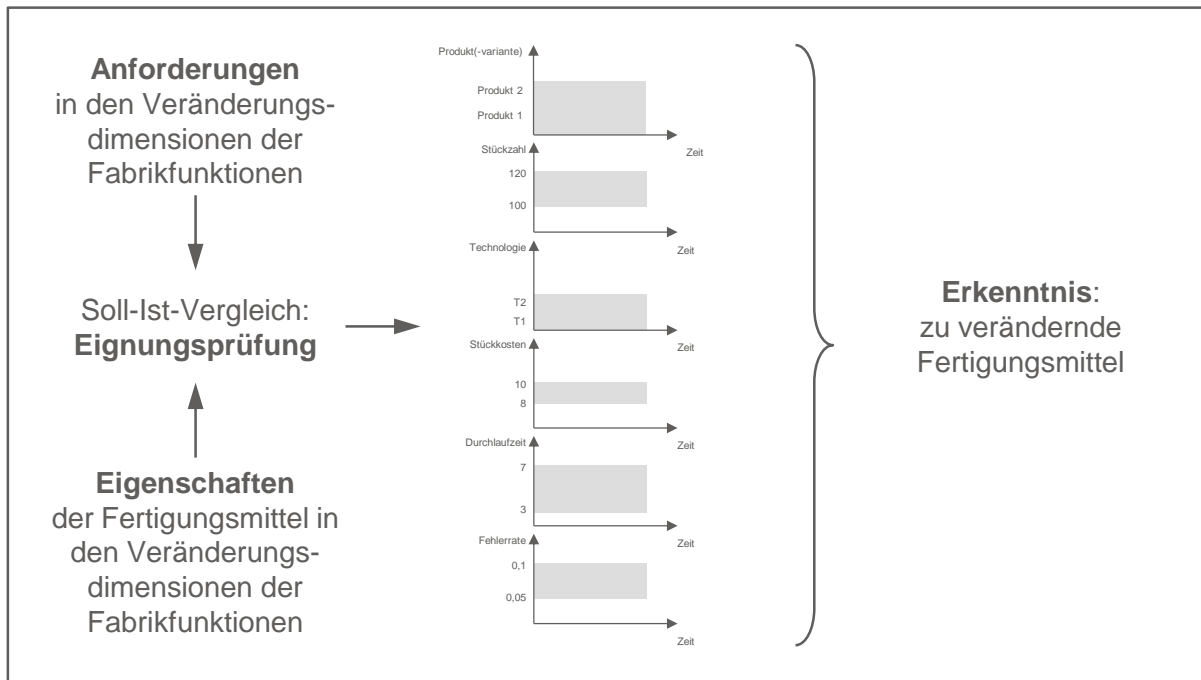 Anforderungen
in den Veränderungs-
dimensionen der
Fabrikfunktionen
Soll-Ist-Vergleich:
Eignungsprüfung
Eigenschaften
der Fertigungsmittel in
den Veränderungs-
dimensionen der
Fabrikfunktionen
Produkt(-variante)
Produkt 2
Produkt 1
Zeit
Stückzahl
120
100
Zeit
Technologie
T2
T1
Zeit
Stückkosten
10
8
Zeit
Durchlaufzeit
7
3
Zeit
Fehlerrate
0,1
0,05
Zeit
Erkenntnis:
zu verändernde
Fertigungsmittel